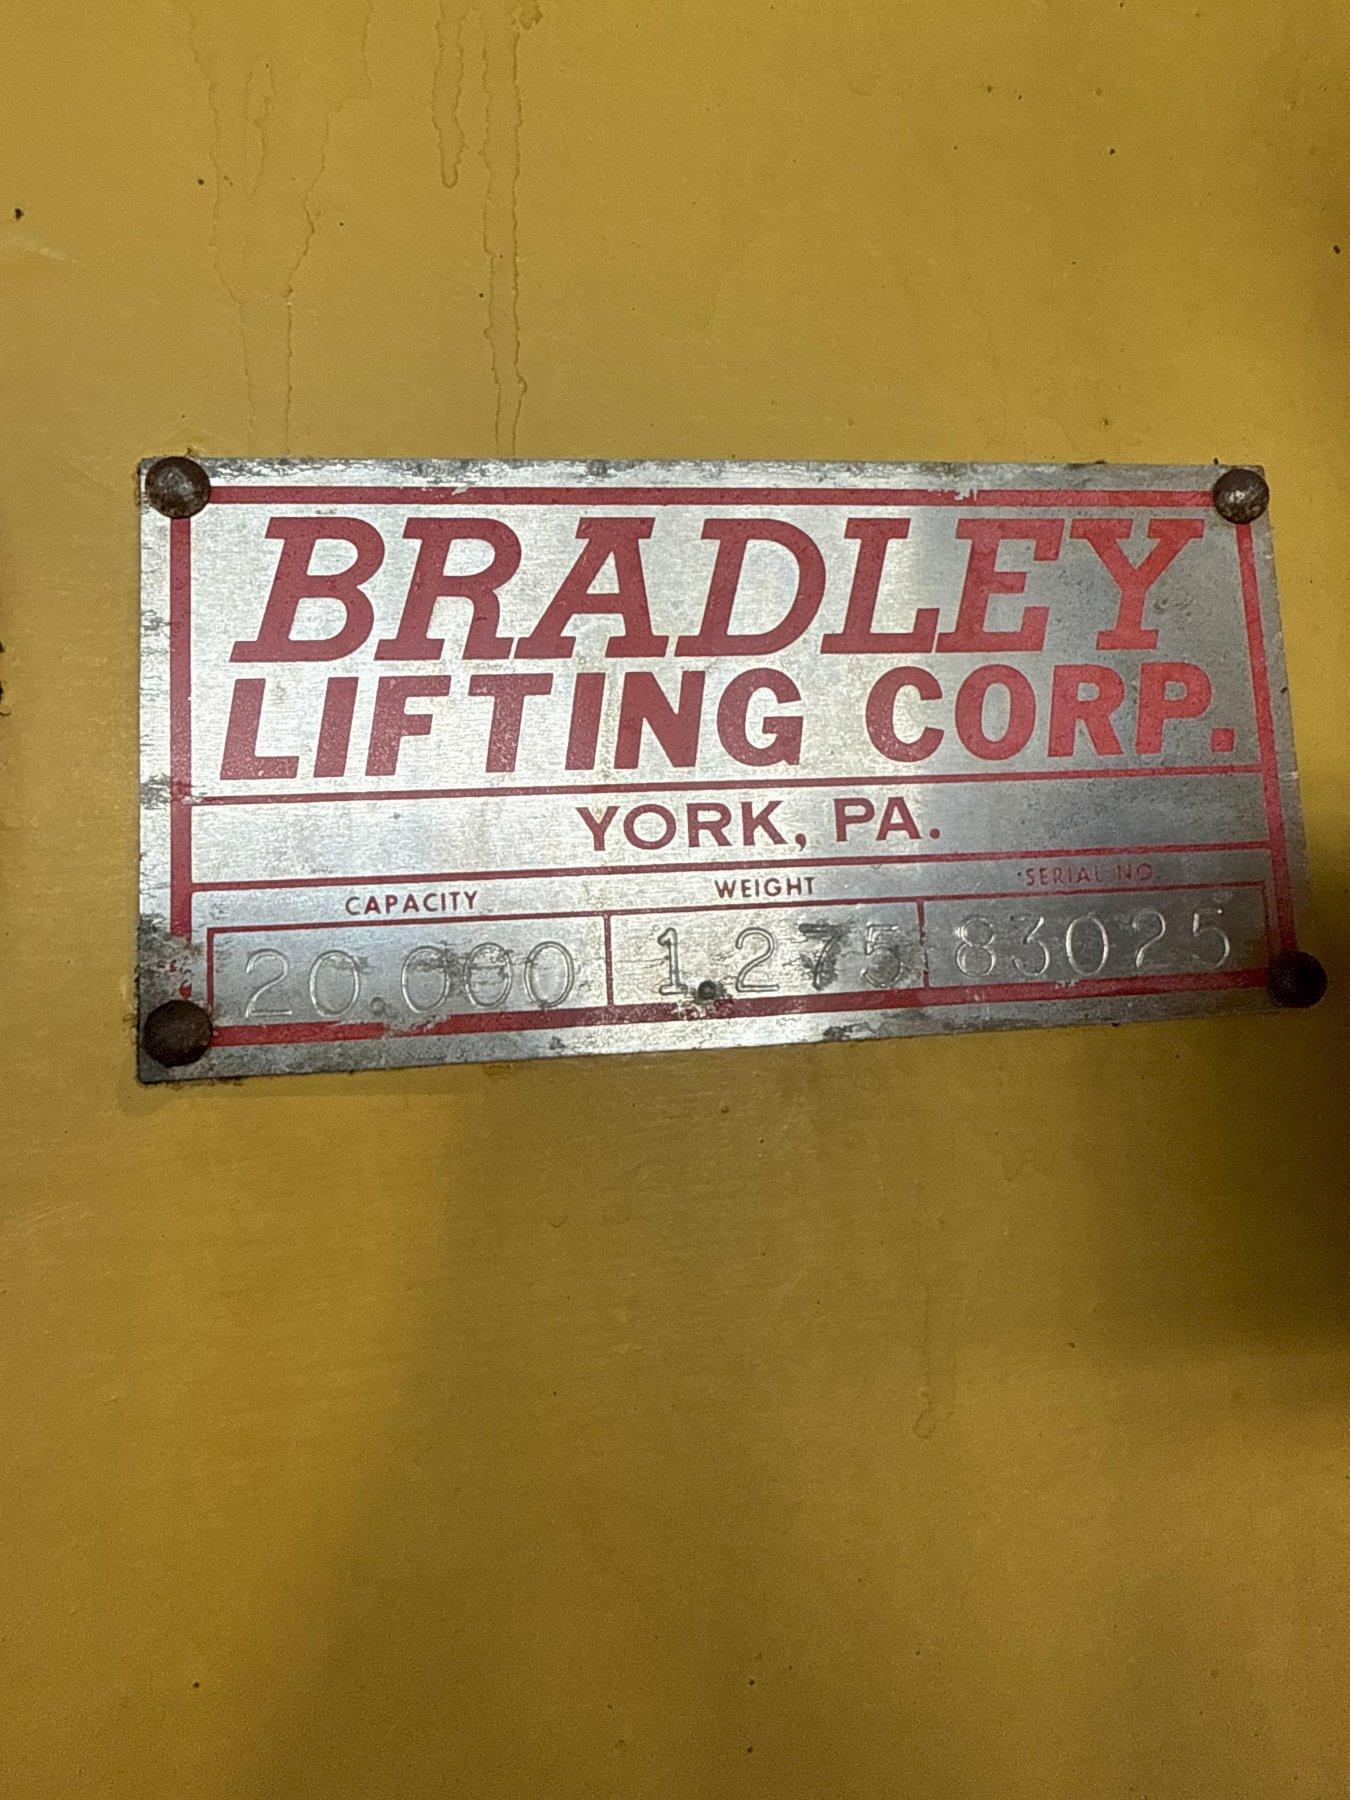 BRADLEY
LIFTING CORP.
YORK, PA.
CAPACITY WEIGHT SERIAL NO.
20.000 1.275 83025